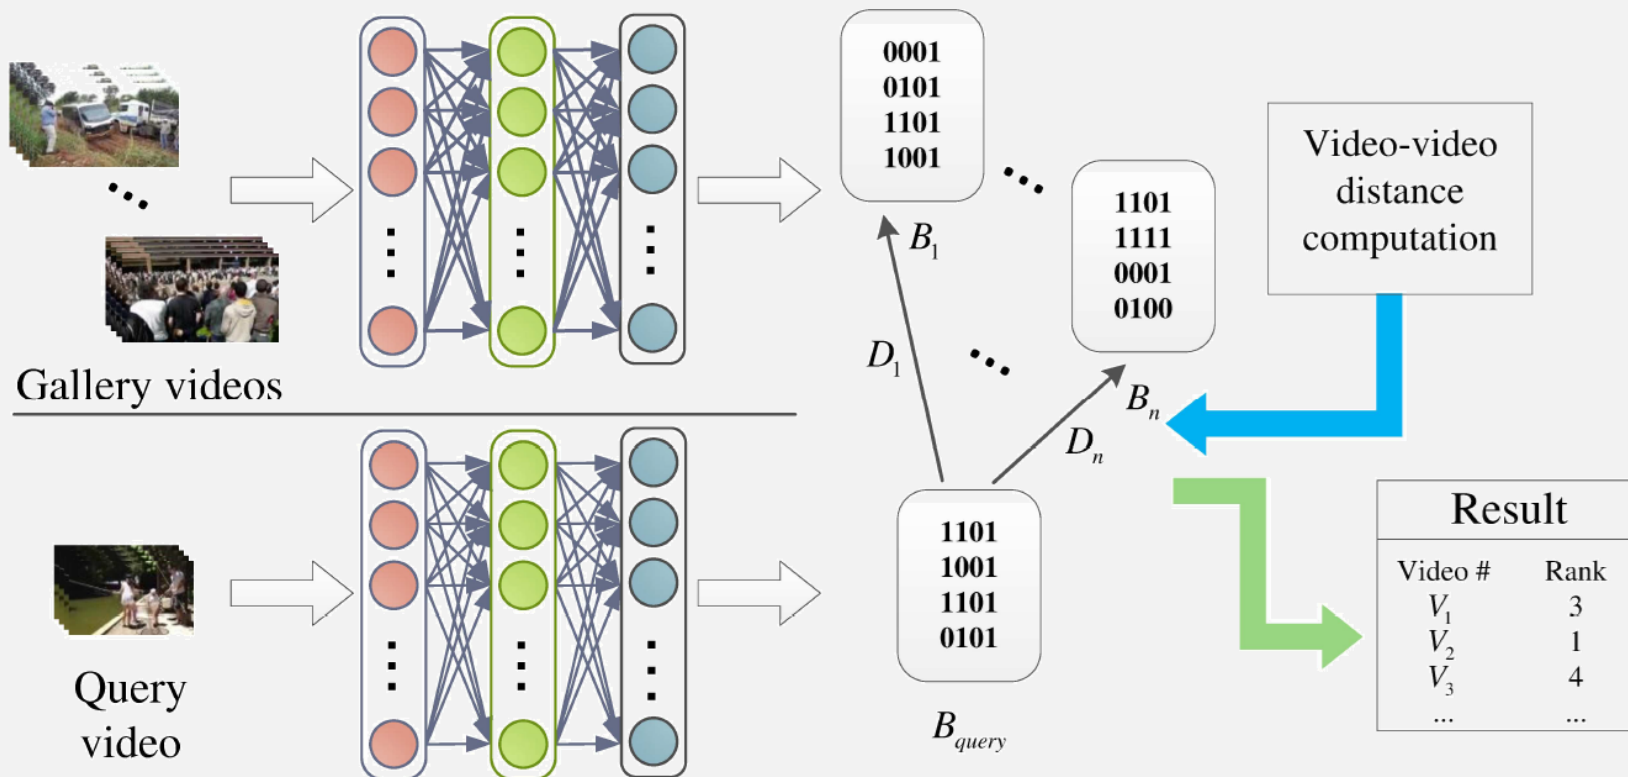 Gallery videos
Query
video
0001
0101
1101
1001
B₁
1101
1111
0001
0100
Bₙ
D₁
Dₙ
1101
1001
1101
0101
B_query
Video-video
distance
computation
Result
Video # Rank
V₁ 3
V₂ 1
V₃ 4
... ...